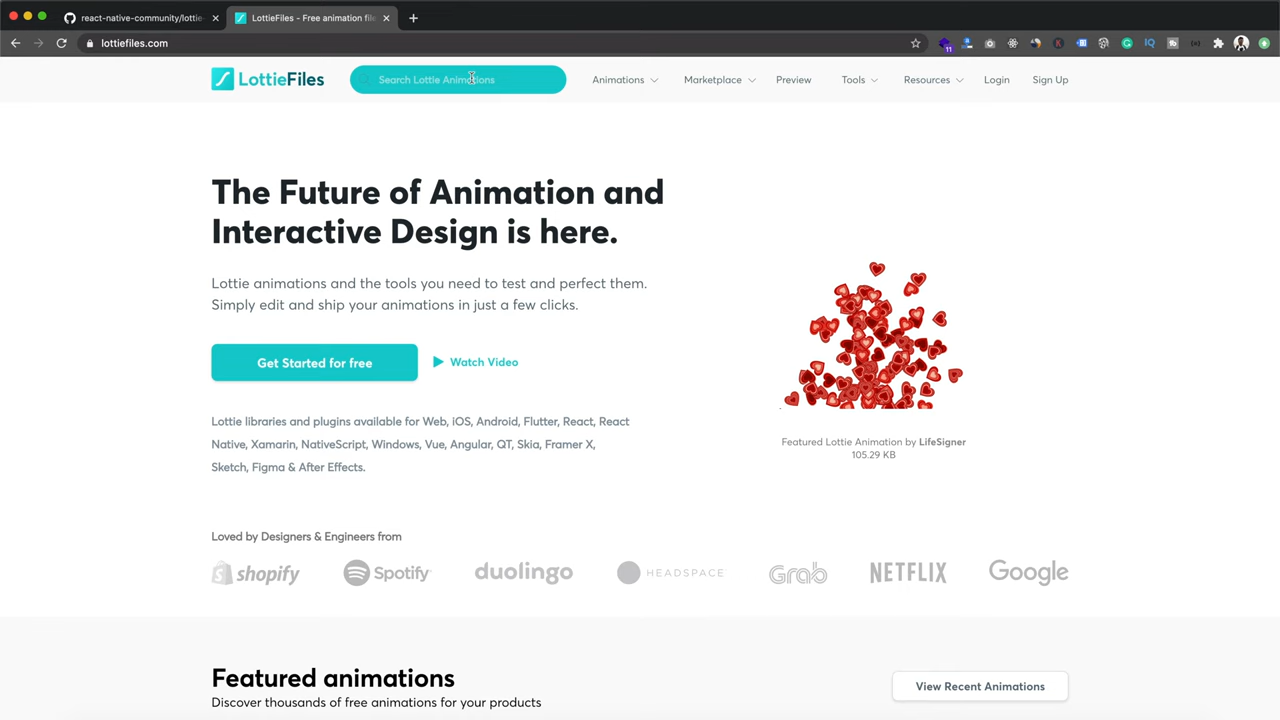 react-native-community/lottie-
LottieFiles - Free animation file
lottiefiles.com
11
LottieFiles
Search Lottie Animations
Animations
Marketplace
Preview
Tools
Resources
Login
Sign Up
The Future of Animation and
Interactive Design is here.
Lottie animations and the tools you need to test and perfect them.
Simply edit and ship your animations in just a few clicks.
Get Started for free
Watch Video
Lottie libraries and plugins available for Web, iOS, Android, Flutter, React, React
Native, Xamarin, NativeScript, Windows, Vue, Angular, QT, Skia, Framer X,
Sketch, Figma & After Effects.
Featured Lottie Animation by LifeSigner
105.29 KB
Loved by Designers & Engineers from
shopify
Spotify
duolingo
HEADSPACE
Grab
NETFLIX
Google
Featured animations
Discover thousands of free animations for your products
View Recent Animations